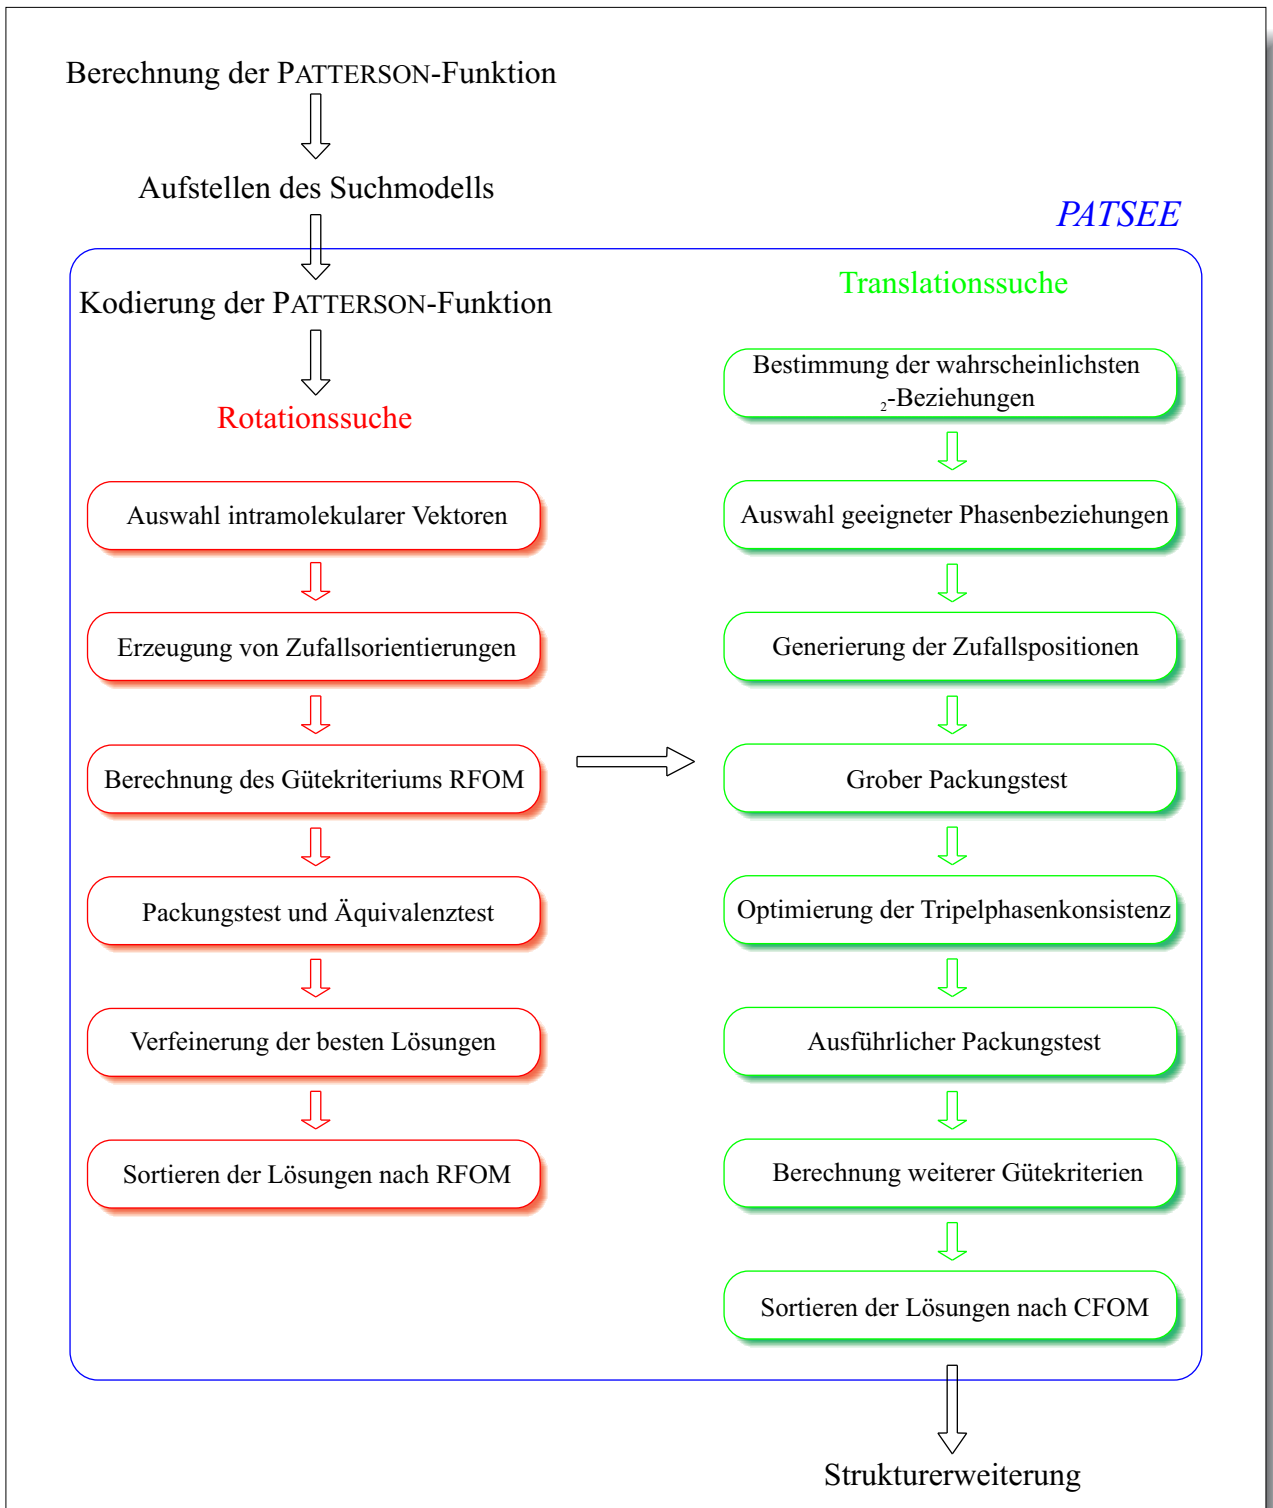 Berechnung der PATTERSON-Funktion
Aufstellen des Suchmodells
PATSEE
Kodierung der PATTERSON-Funktion
Rotationssuche
Auswahl intramolekularer Vektoren
Erzeugung von Zufallsorientierungen
Berechnung des Gütekriteriums RFOM
Packungstest und Äquivalenztest
Verfeinerung der besten Lösungen
Sortieren der Lösungen nach RFOM
Translationssuche
Bestimmung der wahrscheinlichsten
2-Beziehungen
Auswahl geeigneter Phasenbeziehungen
Generierung der Zufallspositionen
Grober Packungstest
Optimierung der Tripelphasenkonsistenz
Ausführlicher Packungstest
Berechnung weiterer Gütekriterien
Sortieren der Lösungen nach CFOM
Strukturerweiterung